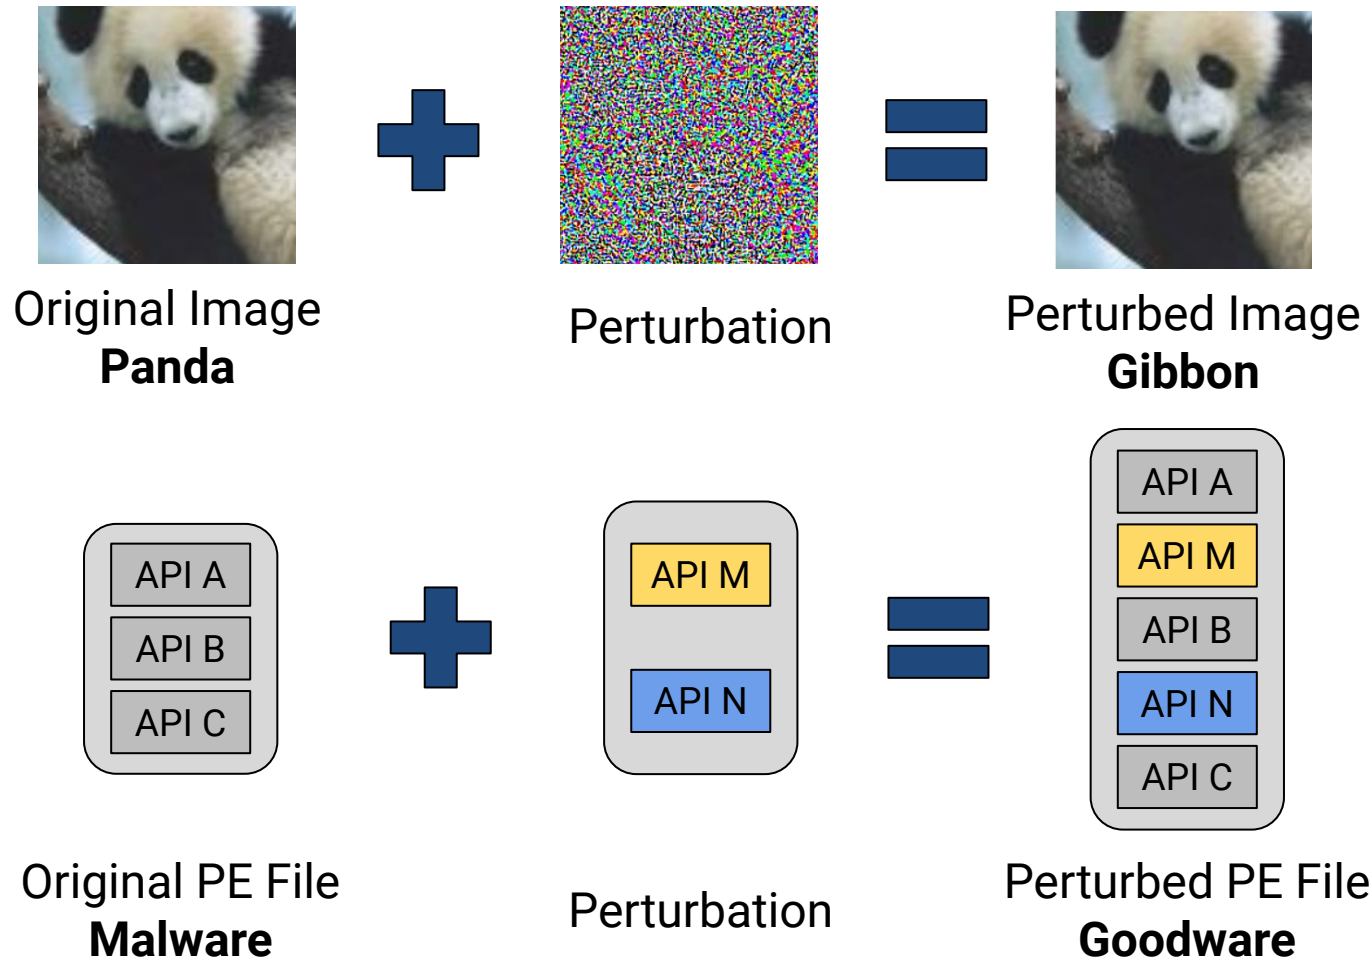 Original Image
Panda
Perturbation
Perturbed Image
Gibbon
API A
API B
API C
API M
API N
API A
API M
API B
API N
API C
Original PE File
Malware
Perturbation
Perturbed PE File
Goodware